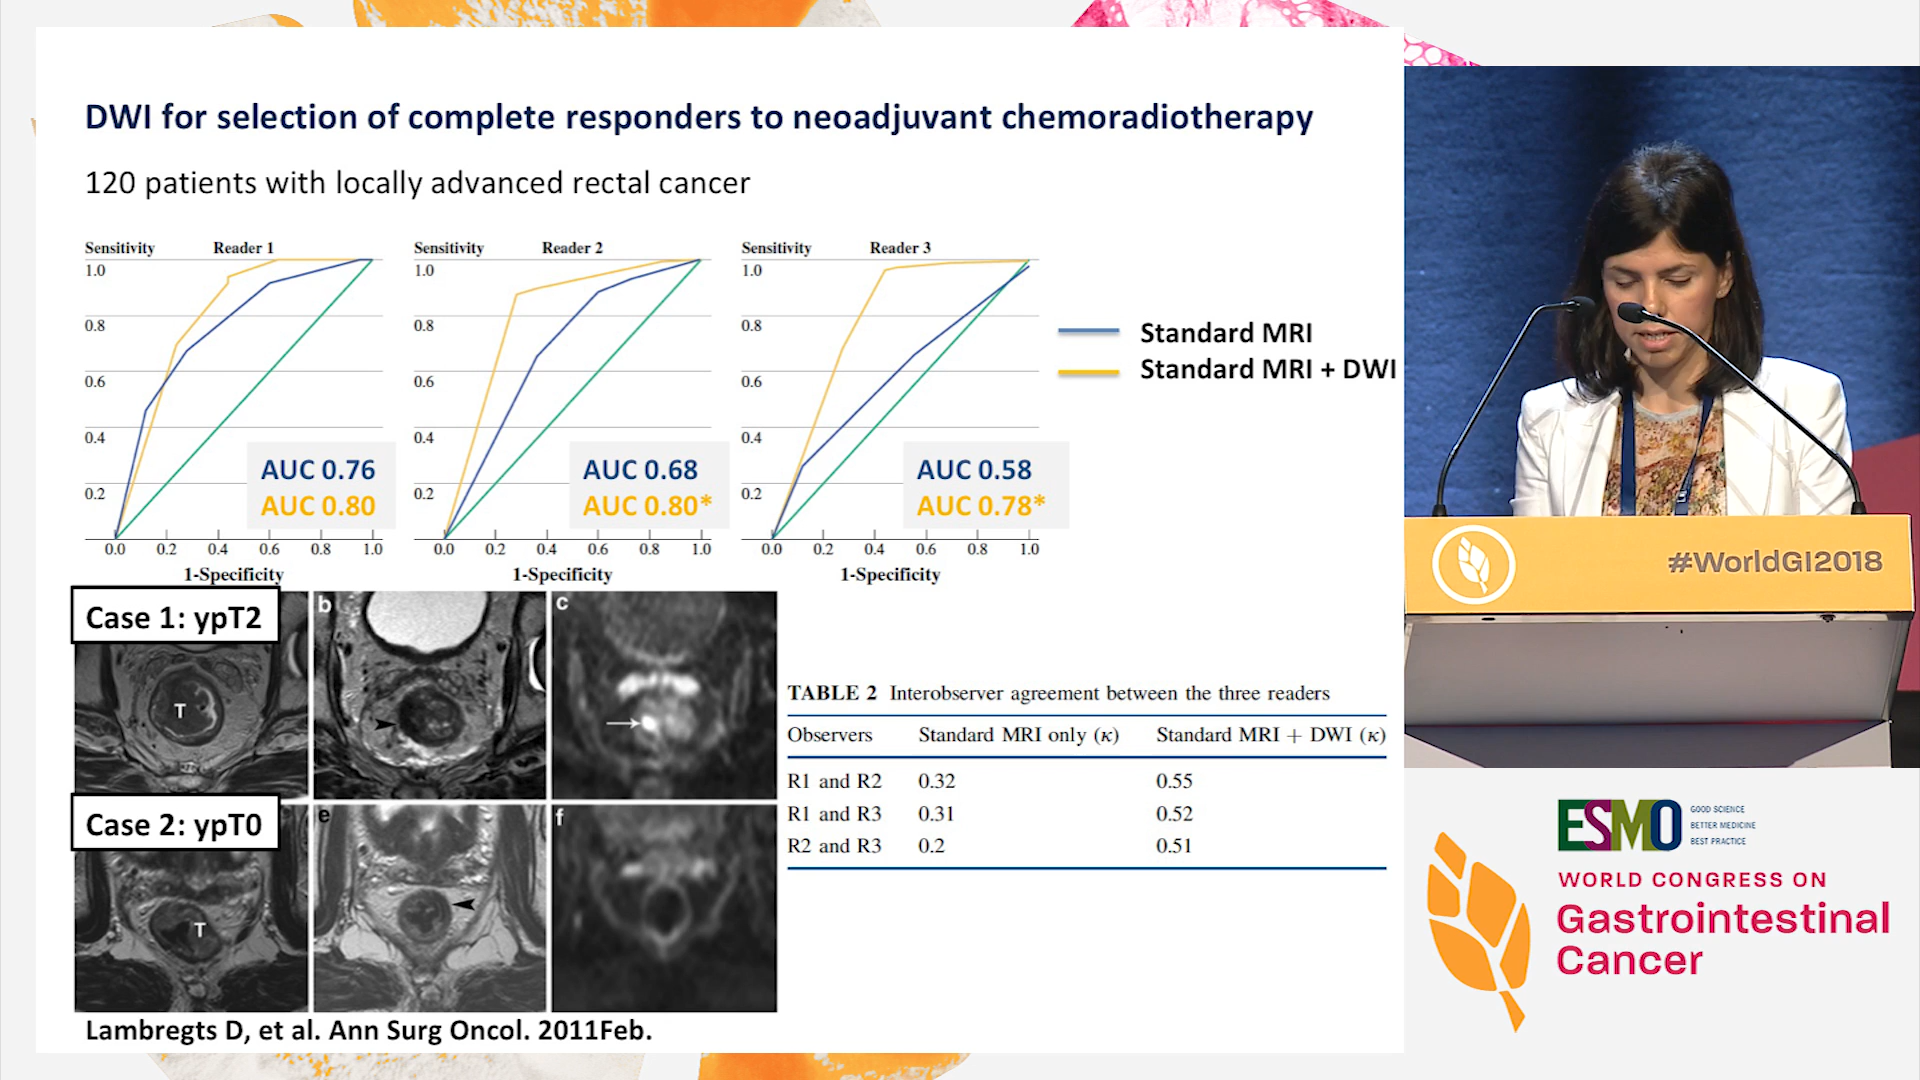 DWI for selection of complete responders to neoadjuvant chemoradiotherapy
120 patients with locally advanced rectal cancer
Sensitivity Reader 1
1.0
0.8
0.6
0.4
0.2
AUC 0.76
AUC 0.80
0.0 0.2 0.4 0.6 0.8 1.0
1-Specificity
Sensitivity Reader 2
1.0
0.8
0.6
0.4
0.2
AUC 0.68
AUC 0.80*
0.0 0.2 0.4 0.6 0.8 1.0
1-Specificity
Sensitivity Reader 3
1.0
0.8
0.6
0.4
0.2
AUC 0.58
AUC 0.78*
0.0 0.2 0.4 0.6 0.8 1.0
1-Specificity
Standard MRI
Standard MRI + DWI
Case 1: ypT2
b
c
T
Case 2: ypT0
e
f
T
TABLE 2 Interobserver agreement between the three readers
Observers Standard MRI only (κ) Standard MRI + DWI (κ)
R1 and R2 0.32 0.55
R1 and R3 0.31 0.52
R2 and R3 0.2 0.51
Lambregts D, et al. Ann Surg Oncol. 2011Feb.
#WorldGI2018
ESMO
GOOD SCIENCE
BETTER MEDICINE
BEST PRACTICE
WORLD CONGRESS ON
Gastrointestinal
Cancer